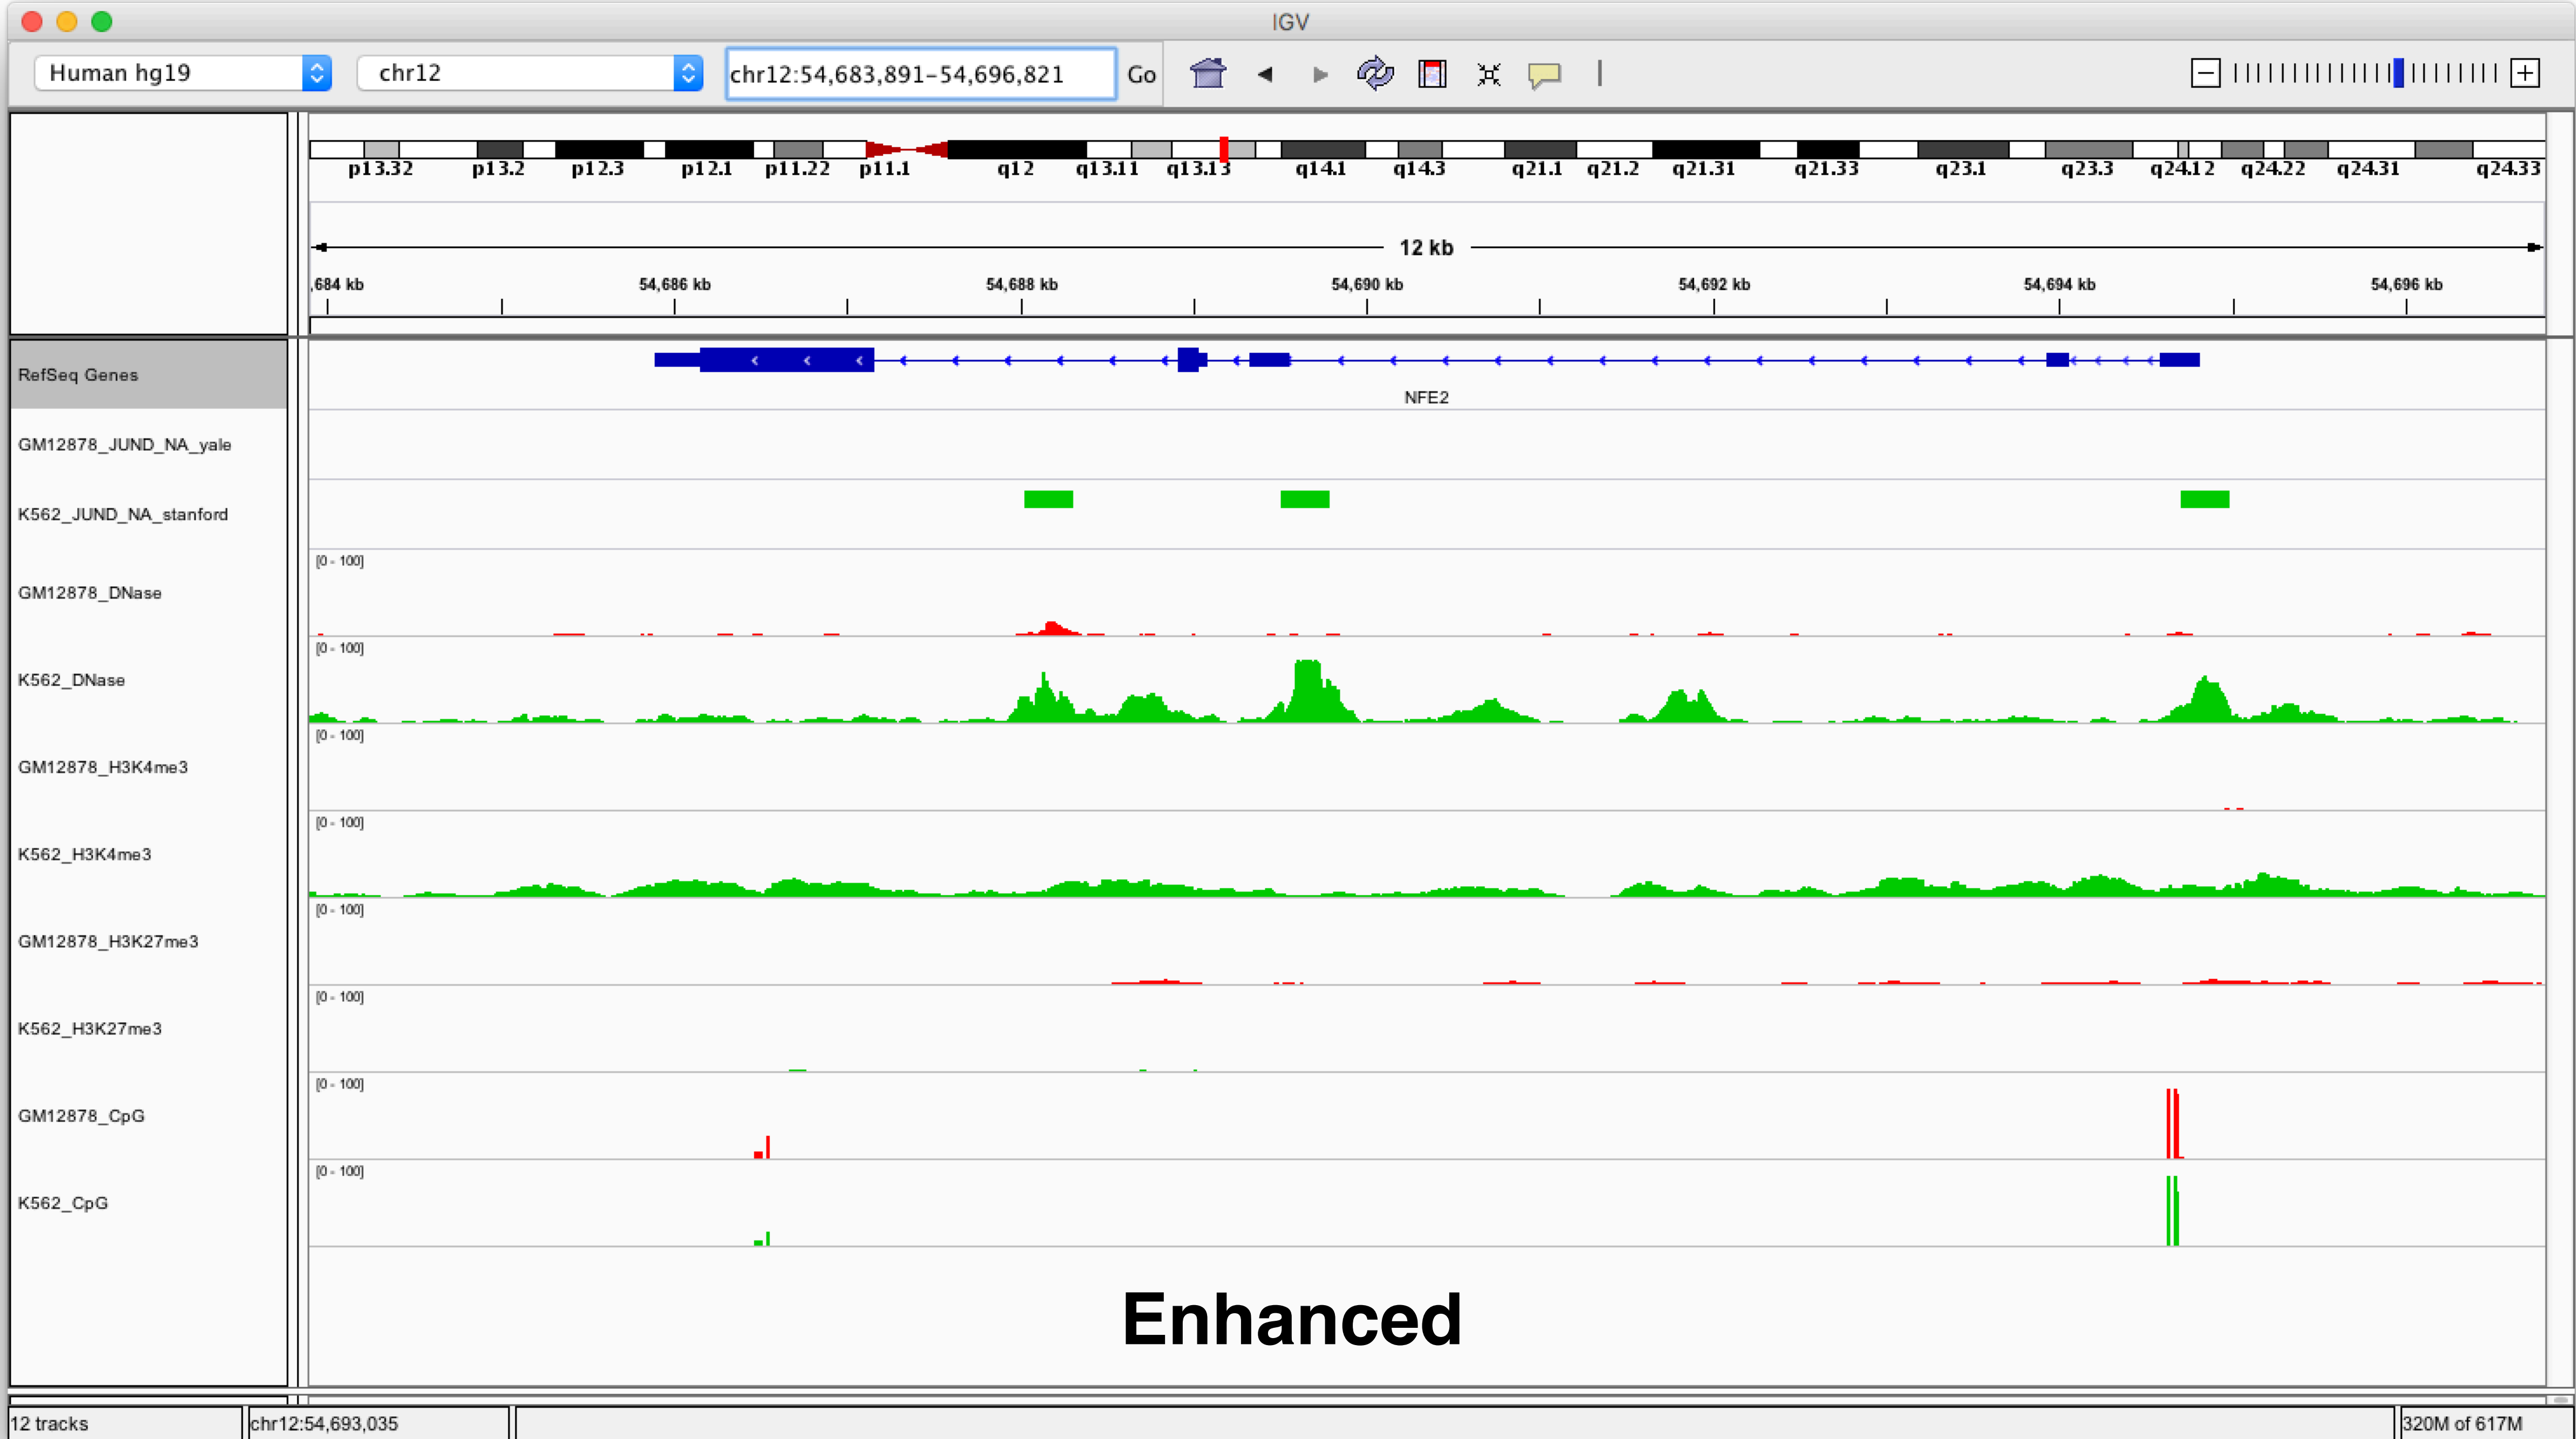 IGV
Human hg19 chr12 chr12:54,683,891-54,696,821 Go
p13.32 p13.2 p12.3 p12.1 p11.22 p11.1 q12 q13.11 q13.13 q14.1 q14.3 q21.1 q21.2 q21.31 q21.33 q23.1 q23.3 q24.12 q24.22 q24.31 q24.33
12 kb
,684 kb 54,686 kb 54,688 kb 54,690 kb 54,692 kb 54,694 kb 54,696 kb
RefSeq Genes
NFE2
GM12878_JUND_NA_yale
K562_JUND_NA_stanford
[0 - 100]
GM12878_DNase
[0 - 100]
K562_DNase
[0 - 100]
GM12878_H3K4me3
[0 - 100]
K562_H3K4me3
[0 - 100]
GM12878_H3K27me3
[0 - 100]
K562_H3K27me3
[0 - 100]
GM12878_CpG
[0 - 100]
K562_CpG
Enhanced
12 tracks chr12:54,693,035 320M of 617M